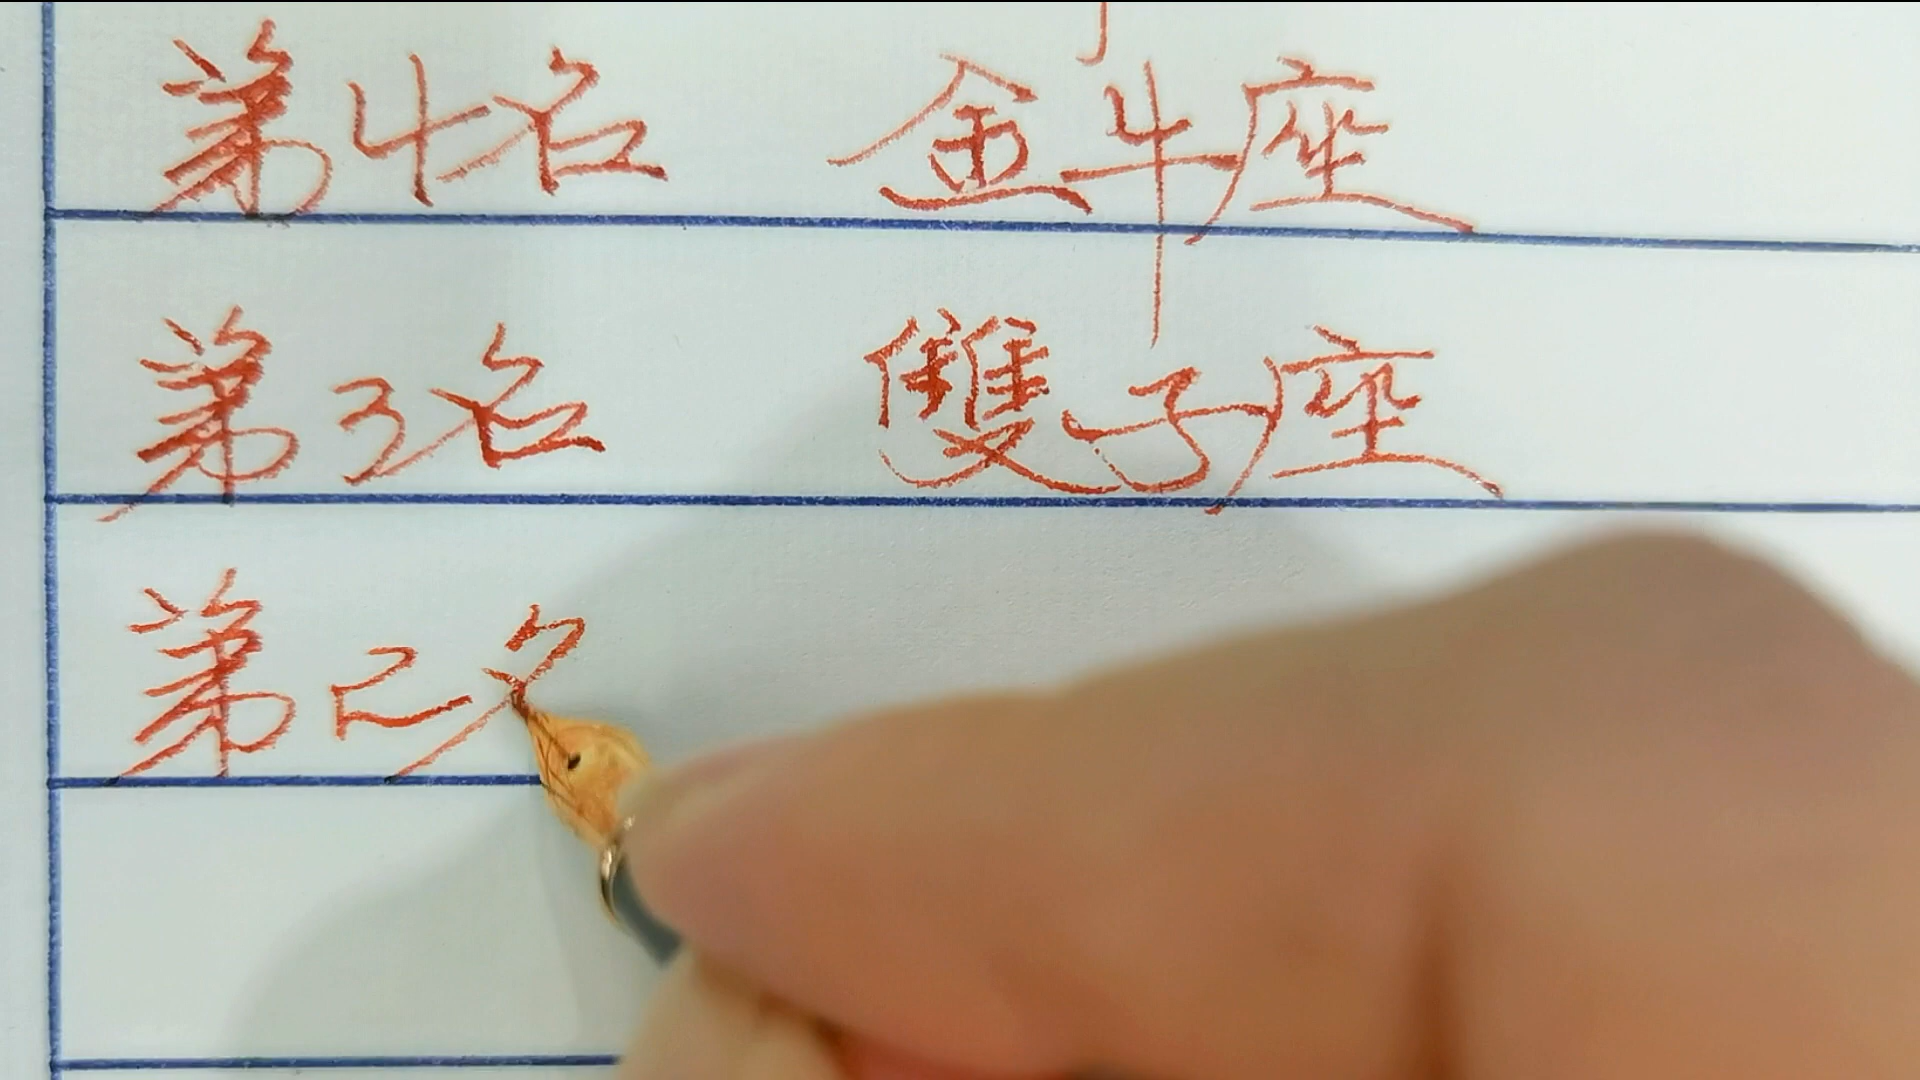 第4名 金牛座
第3名 雙子座
第2名